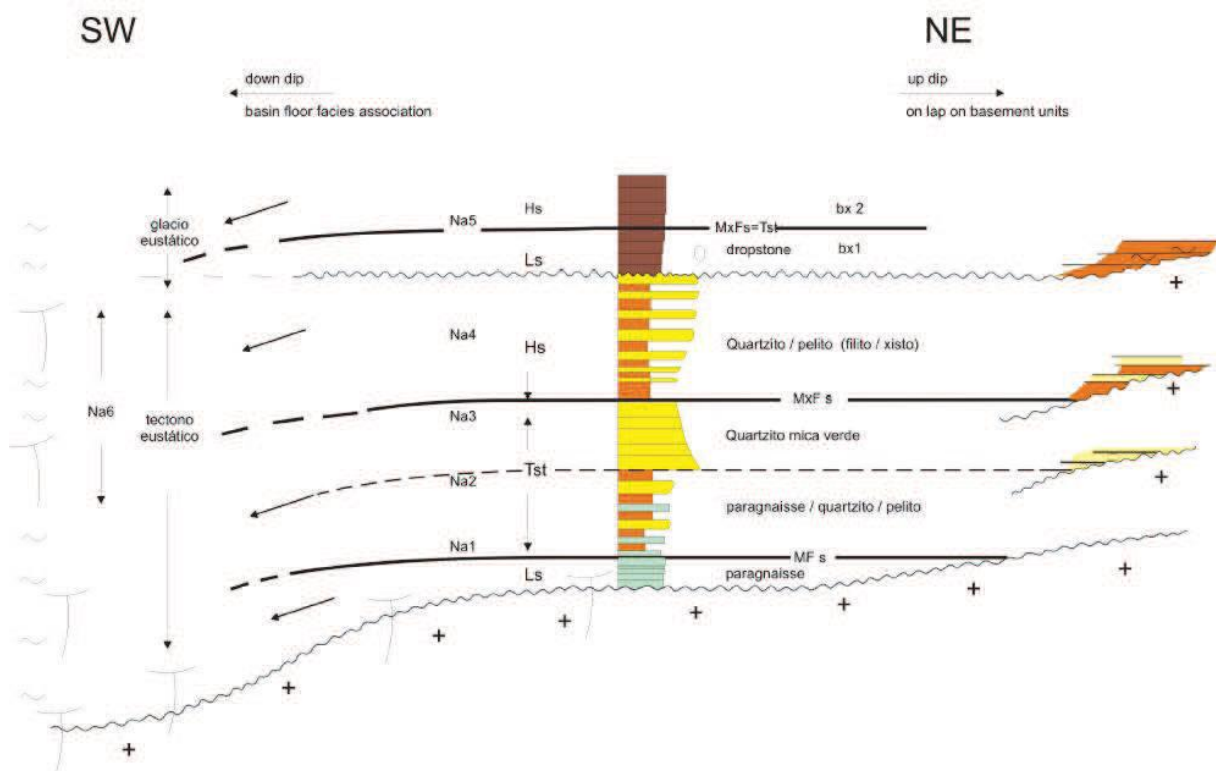 SW
NE
down dip
basin floor facies association
up dip
on lap on basement units
glacio
eustático
Na5
Hs
bx 2
MxFs=Tst
Ls
dropstone
bx1
+
Na4
Hs
Quartzito / pelito (filito / xisto)
+
Na6
tectono
eustático
Na3
MxF s
Quartzito mica verde
Tst
Na2
+
paragnaisse / quartzito / pelito
Na1
MF s
Ls
paragnaisse
+
+
+
+
+
+
+
+